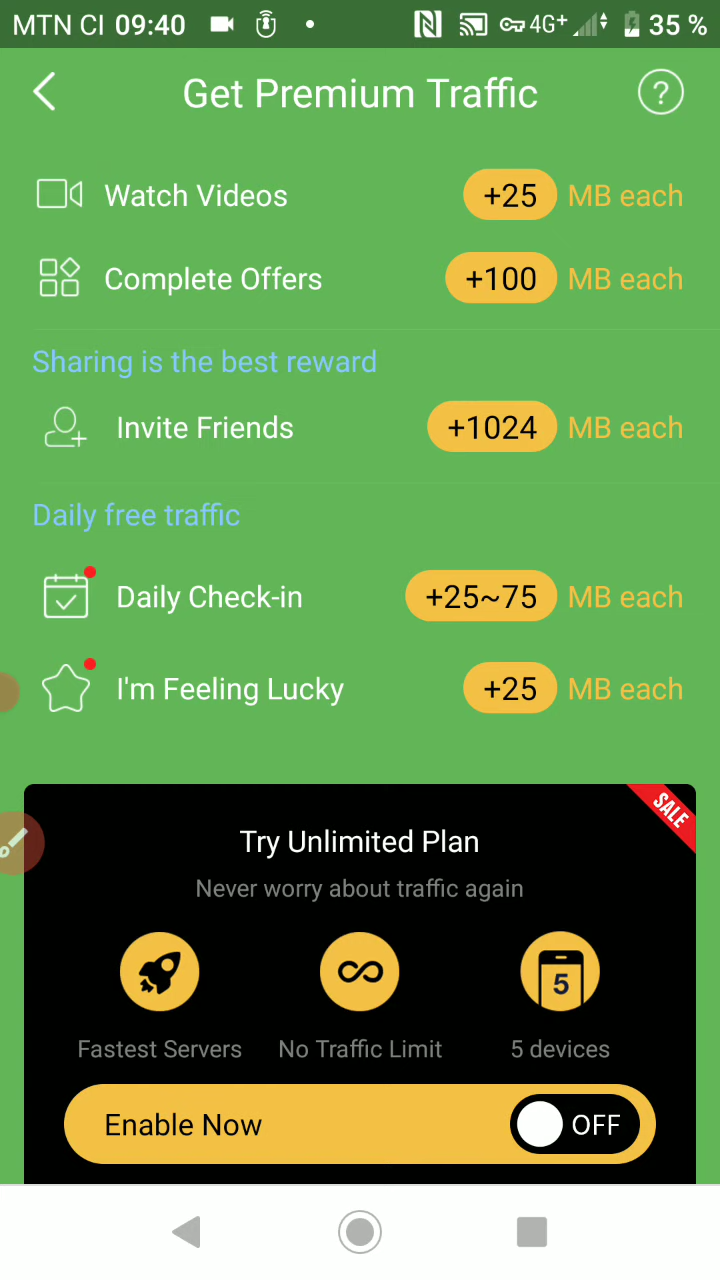 MTN CI 09:40 4G+ 35 %
Get Premium Traffic ?
Watch Videos +25 MB each
Complete Offers +100 MB each
Sharing is the best reward
Invite Friends +1024 MB each
Daily free traffic
Daily Check-in +25~75 MB each
I'm Feeling Lucky +25 MB each
SALE
Try Unlimited Plan
Never worry about traffic again
5
Fastest Servers No Traffic Limit 5 devices
Enable Now OFF